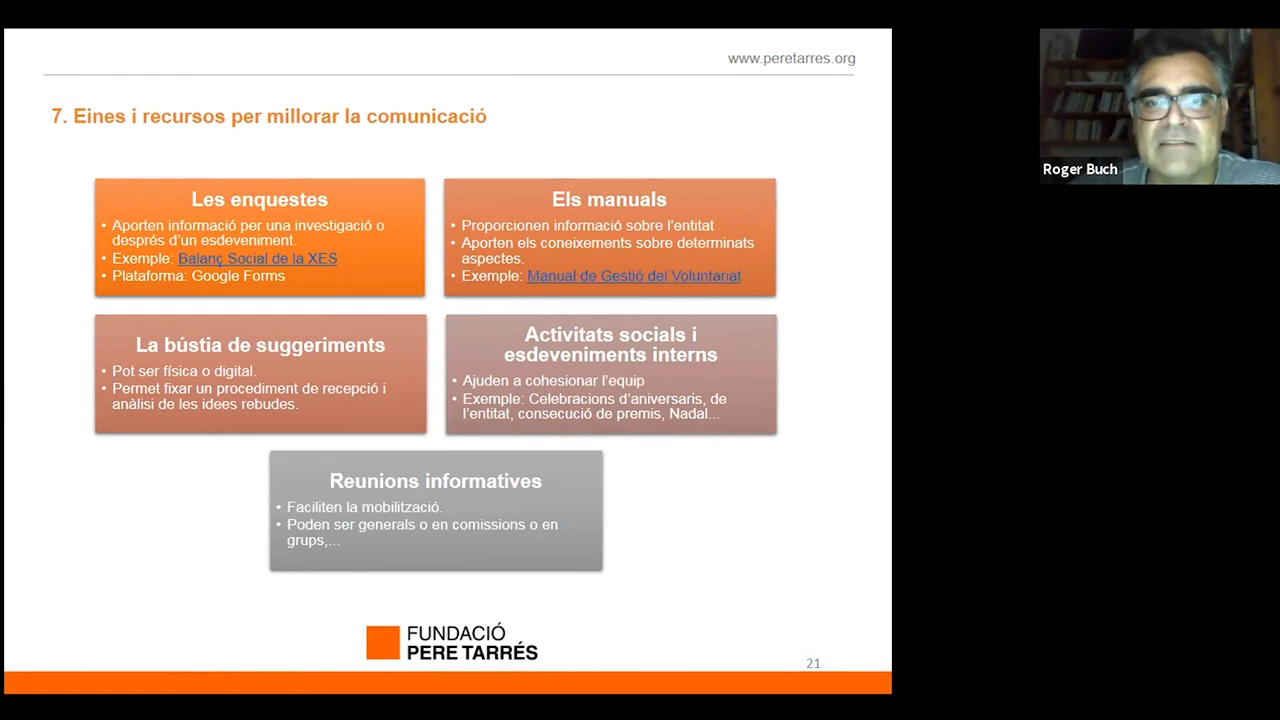 www.peretarres.org
7. Eines i recursos per millorar la comunicació
Les enquestes
• Aporten informació per una investigació o
després d'un esdeveniment.
• Exemple: Balanç Social de la XES
• Plataforma: Google Forms
Els manuals
• Proporcionen informació sobre l'entitat
• Aporten els coneixements sobre determinats
aspectes.
• Exemple: Manual de Gestió del Voluntariat
La bústia de suggeriments
• Pot ser física o digital.
• Permet fixar un procediment de recepció i
anàlisi de les idees rebudes.
Activitats socials i
esdeveniments interns
• Ajuden a cohesionar l'equip
• Exemple: Celebracions d'aniversaris, de
l'entitat, consecució de premis, Nadal...
Reunions informatives
• Faciliten la mobilització.
• Poden ser generals o en comissions o en
grups,...
FUNDACIÓ
PERE TARRÉS
21
Roger Buch